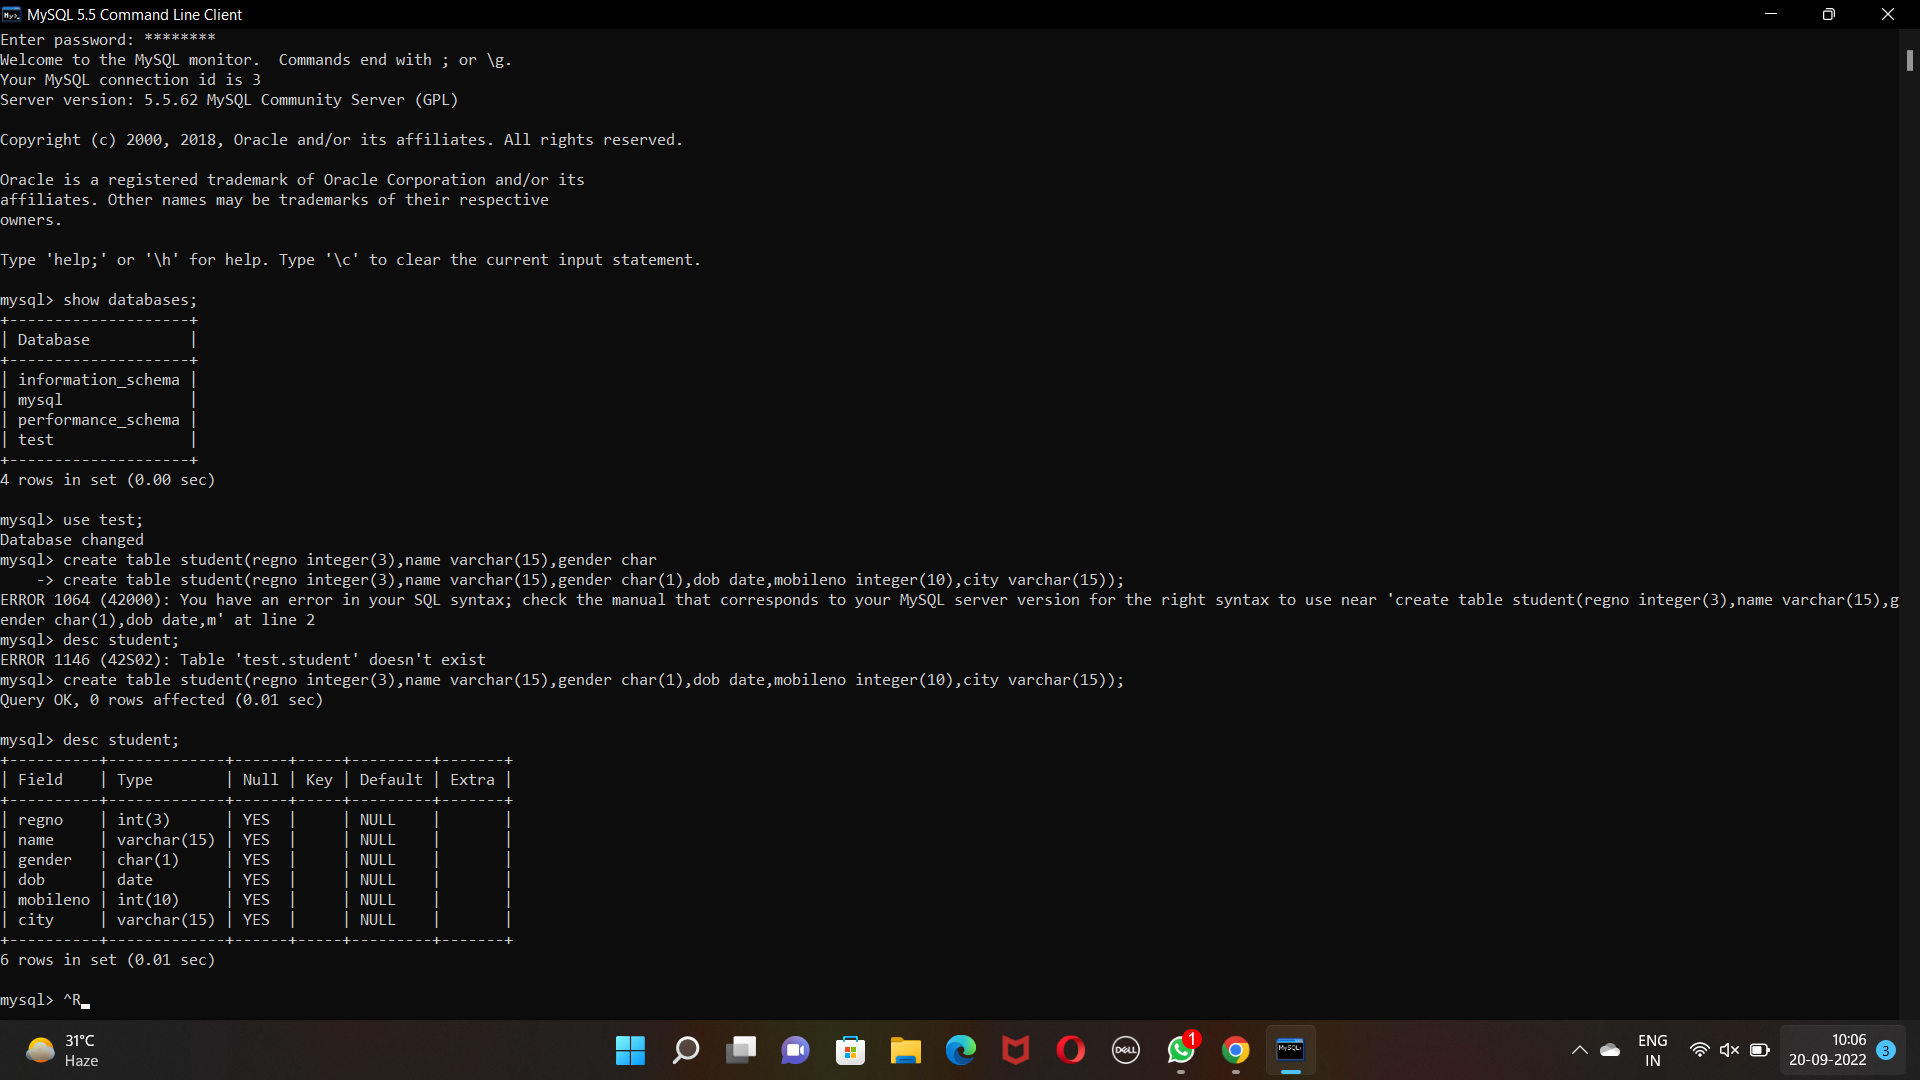 MySQL 5.5 Command Line Client
Enter password: ********
Welcome to the MySQL monitor.  Commands end with ; or \g.
Your MySQL connection id is 3
Server version: 5.5.62 MySQL Community Server (GPL)

Copyright (c) 2000, 2018, Oracle and/or its affiliates. All rights reserved.

Oracle is a registered trademark of Oracle Corporation and/or its
affiliates. Other names may be trademarks of their respective
owners.

Type 'help;' or '\h' for help. Type '\c' to clear the current input statement.

mysql> show databases;
+--------------------+
| Database           |
+--------------------+
| information_schema |
| mysql              |
| performance_schema |
| test               |
+--------------------+
4 rows in set (0.00 sec)

mysql> use test;
Database changed
mysql> create table student(regno integer(3),name varchar(15),gender char
    -> create table student(regno integer(3),name varchar(15),gender char(1),dob date,mobileno integer(10),city varchar(15));
ERROR 1064 (42000): You have an error in your SQL syntax; check the manual that corresponds to your MySQL server version for the right syntax to use near 'create table student(regno integer(3),name varchar(15),g
ender char(1),dob date,m' at line 2
mysql> desc student;
ERROR 1146 (42S02): Table 'test.student' doesn't exist
mysql> create table student(regno integer(3),name varchar(15),gender char(1),dob date,mobileno integer(10),city varchar(15));
Query OK, 0 rows affected (0.01 sec)

mysql> desc student;
+----------+-------------+------+-----+---------+-------+
| Field    | Type        | Null | Key | Default | Extra |
+----------+-------------+------+-----+---------+-------+
| regno    | int(3)      | YES  |     | NULL    |       |
| name     | varchar(15) | YES  |     | NULL    |       |
| gender   | char(1)     | YES  |     | NULL    |       |
| dob      | date        | YES  |     | NULL    |       |
| mobileno | int(10)     | YES  |     | NULL    |       |
| city     | varchar(15) | YES  |     | NULL    |       |
+----------+-------------+------+-----+---------+-------+
6 rows in set (0.01 sec)

mysql> ^R_
31°C
Haze
DELL
1
MySQL
ENG
IN
10:06
20-09-2022
3